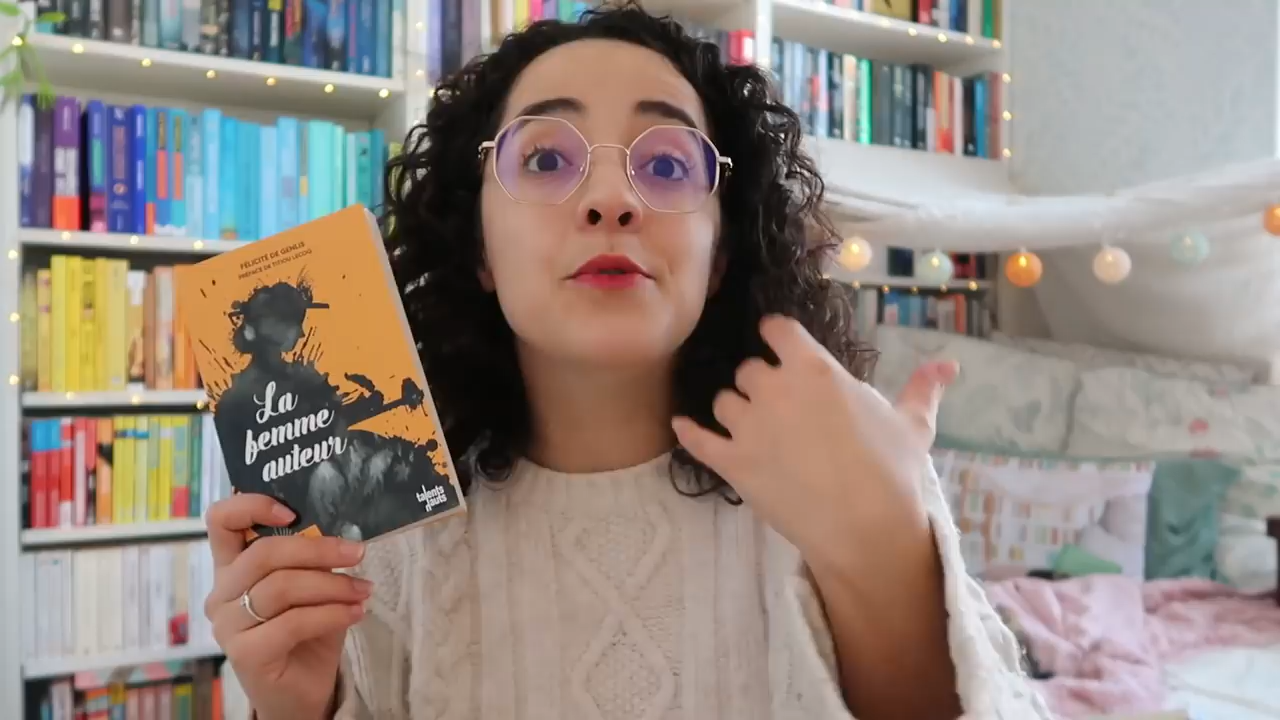 FÉLICITÉ DE GENLIS
PRÉFACE DE TITIOU LECOQ
La
femme
auteur
talents
hauts